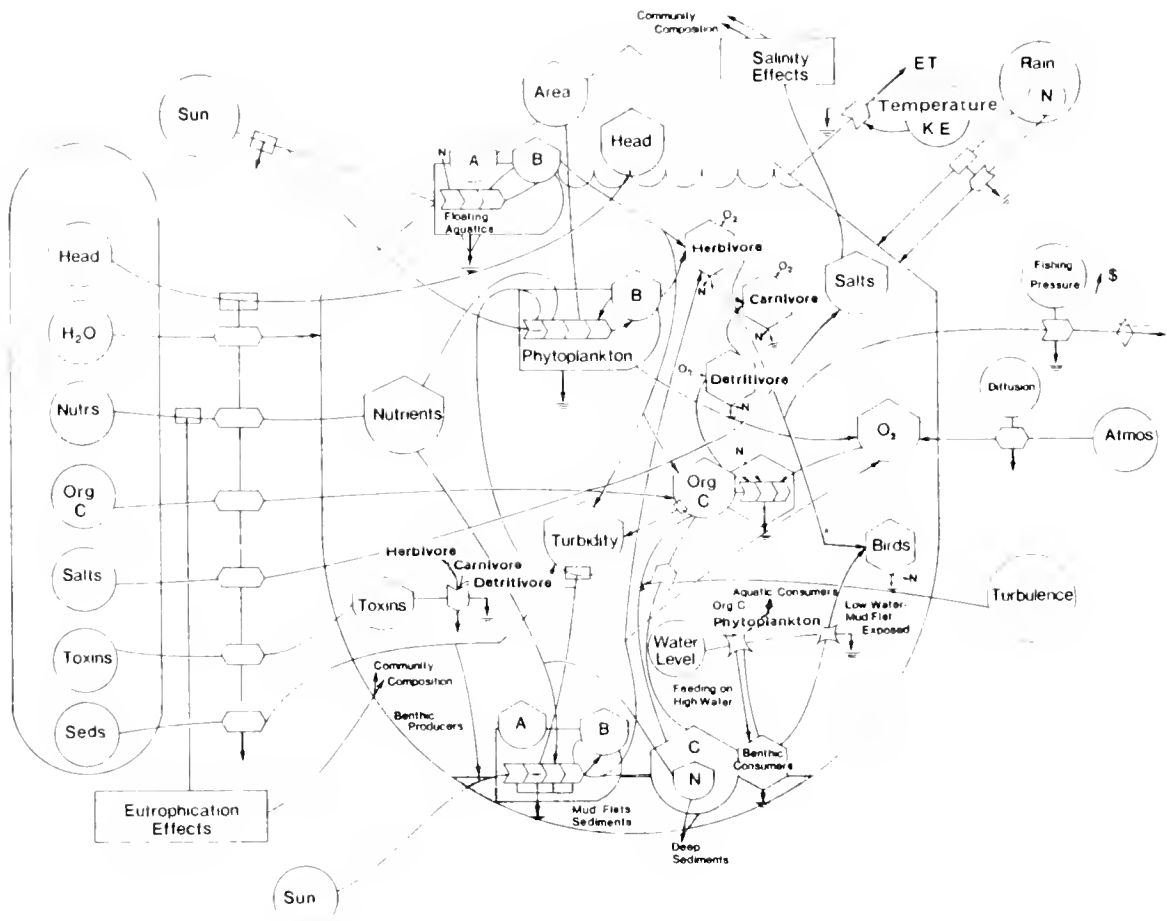 Community
Composition
Salinity
Effects
ET
Rain
N
Temperature
KE
Sun
Area
Head
N
A
B
Floating
Aquatics
Head
O₂
Herbivore
N
O₂
Carnivore
N
Salts
Fishing
Pressure
$
H₂O
B
Phytoplankton
O₂
Detritivore
N
Diffusion
Nutrs
Nutrients
O₂
Atmos
N
Org
C
Org
C
Turbidity
Birds
N
Herbivore
Carnivore
Detritivore
Salts
Toxins
Aquatic Consumers
Org C
Phytoplankton
Low Water-
Mud Flat
Exposed
Turbulence
Water
Level
Toxins
Community
Composition
Feeding on
High Water
Benthic
Producers
Seds
A
B
C
N
Benthic
Consumers
Mud Flats
Sediments
Eutrophication
Effects
Deep
Sediments
Sun